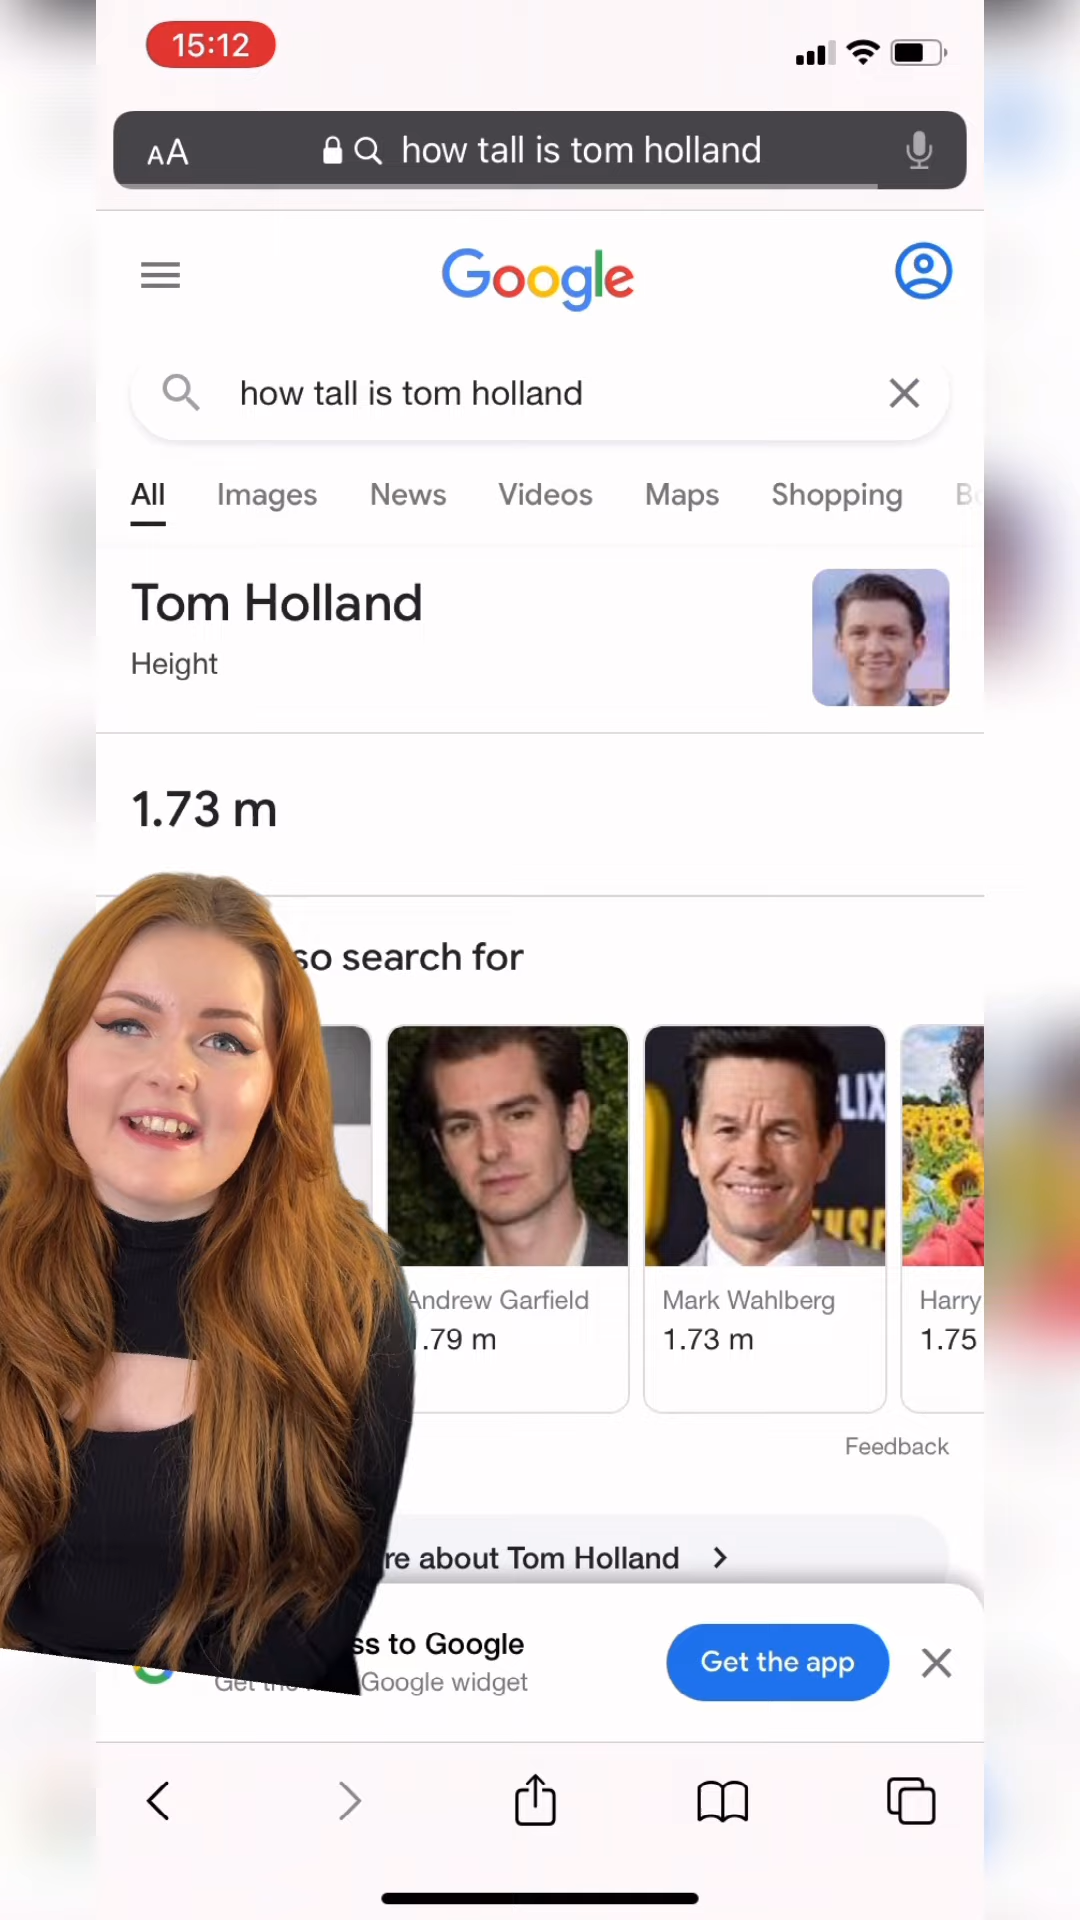 15:12
AA how tall is tom holland
Google
how tall is tom holland
All Images News Videos Maps Shopping
Tom Holland
Height
1.73 m
so search for
LIX
Andrew Garfield Mark Wahlberg Harry
.79 m 1.73 m 1.75
Feedback
re about Tom Holland
ss to Google
Get the app
Get Google widget